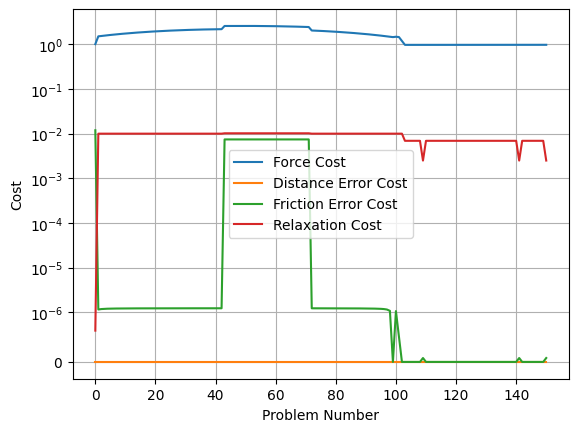 10⁰
10⁻¹
10⁻²
10⁻³
10⁻⁴
10⁻⁵
10⁻⁶
0
Cost
Force Cost
Distance Error Cost
Friction Error Cost
Relaxation Cost
0 20 40 60 80 100 120 140
Problem Number